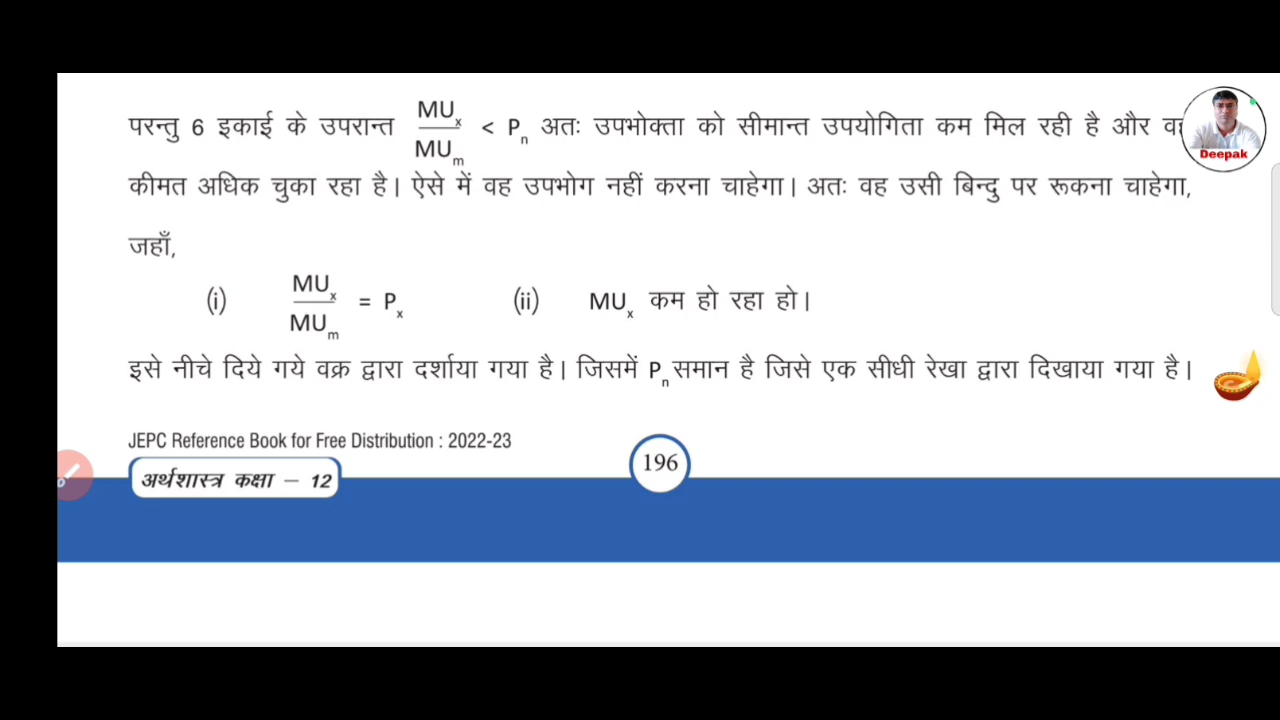 परन्तु 6 इकाई के उपरान्त MUₓ/MUₘ < Pₙ अतः उपभोक्ता को सीमान्त उपयोगिता कम मिल रही है और
Deepak
कीमत अधिक चुका रहा है। ऐसे में वह उपभोग नहीं करना चाहेगा। अतः वह उसी बिन्दु पर रूकना चाहेगा,
जहाँ,
(i) MUₓ/MUₘ = Pₓ (ii) MUₓ कम हो रहा हो।
इसे नीचे दिये गये वक्र द्वारा दर्शाया गया है। जिसमें Pₙ समान है जिसे एक सीधी रेखा द्वारा दिखाया गया है।
JEPC Reference Book for Free Distribution : 2022-23
196
अर्थशास्त्र कक्षा – 12